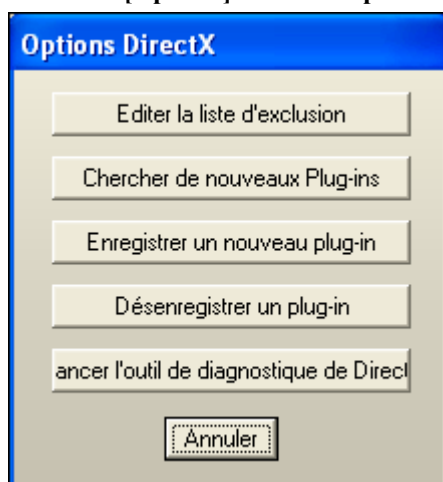 Options DirectX
Editer la liste d'exclusion
Chercher de nouveaux Plug-ins
Enregistrer un nouveau plug-in
Désenregistrer un plug-in
ancer l'outil de diagnostique de Direct
Annuler